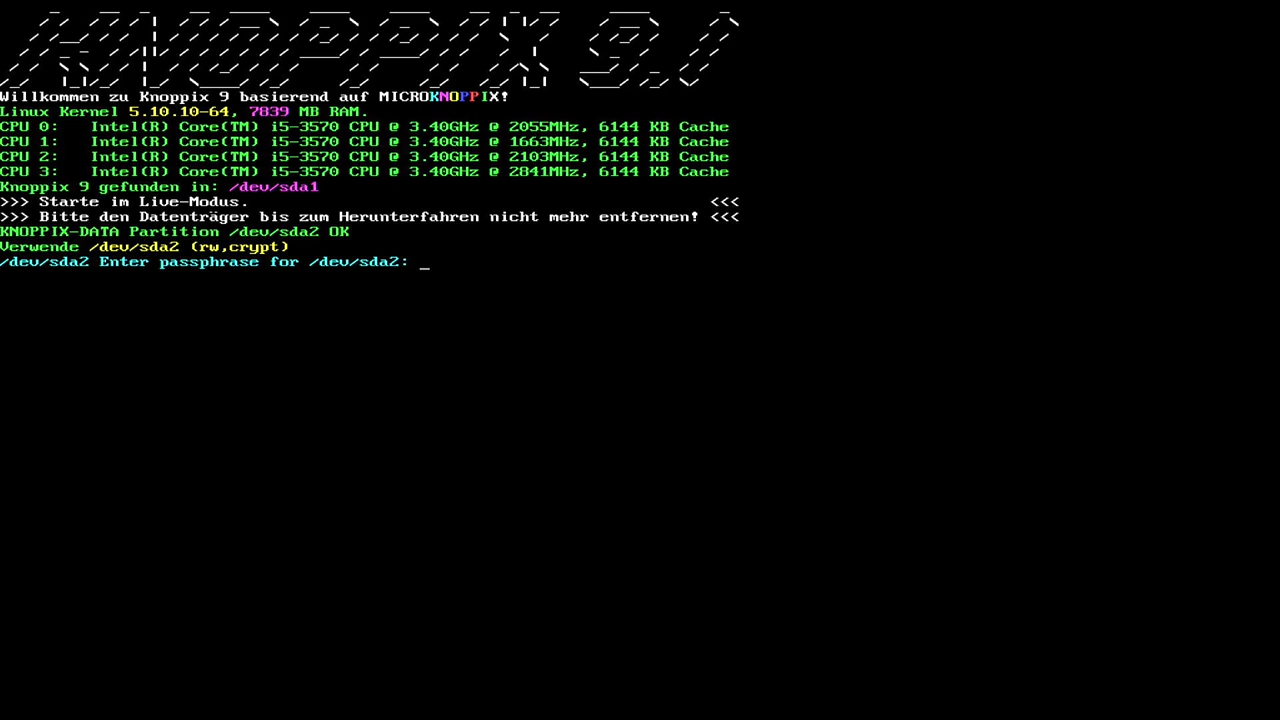 KNOPPIX 9.1
Willkommen zu Knoppix 9 basierend auf MICROKNOPPIX!
Linux Kernel 5.10.10-64, 7839 MB RAM.
CPU 0: Intel(R) Core(TM) i5-3570 CPU @ 3.40GHz @ 2055MHz, 6144 KB Cache
CPU 1: Intel(R) Core(TM) i5-3570 CPU @ 3.40GHz @ 1663MHz, 6144 KB Cache
CPU 2: Intel(R) Core(TM) i5-3570 CPU @ 3.40GHz @ 2103MHz, 6144 KB Cache
CPU 3: Intel(R) Core(TM) i5-3570 CPU @ 3.40GHz @ 2841MHz, 6144 KB Cache
Knoppix 9 gefunden in: /dev/sda1
>>> Starte im Live-Modus. <<<
>>> Bitte den Datenträger bis zum Herunterfahren nicht mehr entfernen! <<<
KNOPPIX-DATA Partition /dev/sda2 OK
Verwende /dev/sda2 (rw,crypt)
/dev/sda2 Enter passphrase for /dev/sda2: _